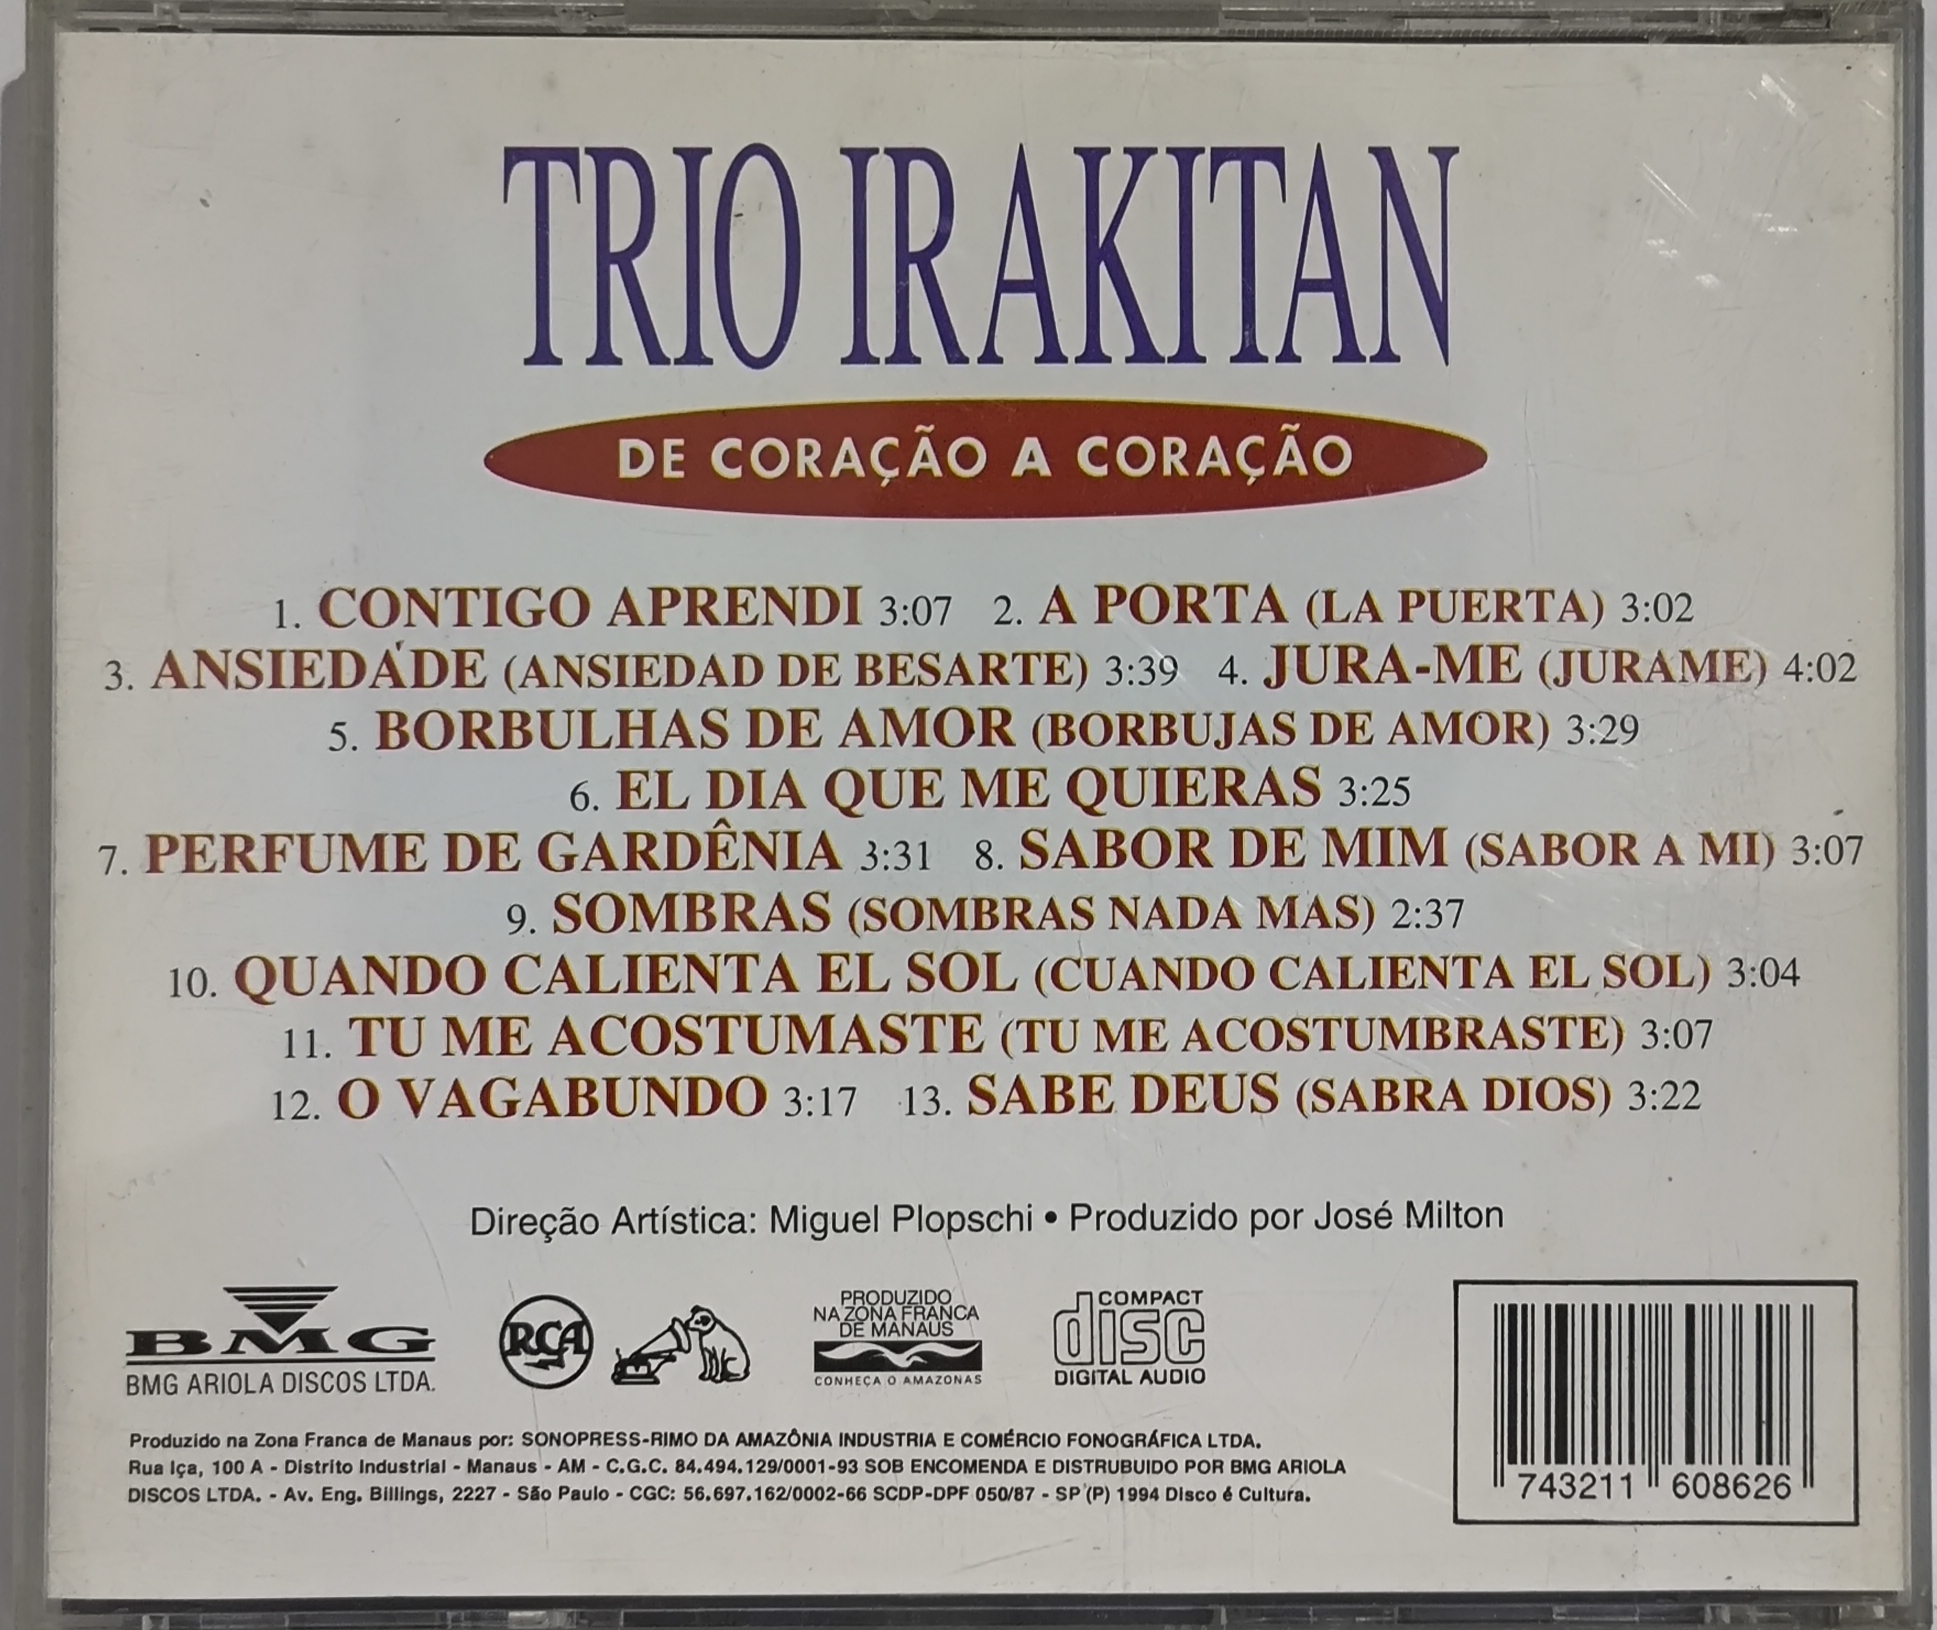 TRIO IRAKITAN
DE CORAÇÃO A CORAÇÃO
1. CONTIGO APRENDI 3:07 2. A PORTA (LA PUERTA) 3:02
3. ANSIEDADE (ANSIEDAD DE BESARTE) 3:39 4. JURA-ME (JURAME) 4:02
5. BORBULHAS DE AMOR (BORBUJAS DE AMOR) 3:29
6. EL DIA QUE ME QUIERAS 3:25
7. PERFUME DE GARDÊNIA 3:31 8. SABOR DE MIM (SABOR A MI) 3:07
9. SOMBRAS (SOMBRAS NADA MAS) 2:37
10. QUANDO CALIENTA EL SOL (CUANDO CALIENTA EL SOL) 3:04
11. TU ME ACOSTUMASTE (TU ME ACOSTUMBRASTE) 3:07
12. O VAGABUNDO 3:17 13. SABE DEUS (SABRA DIOS) 3:22
Direção Artística: Miguel Plopschi • Produzido por José Milton
BMG
BMG ARIOLA DISCOS LTDA.
RCA
PRODUZIDO
NA ZONA FRANCA
DE MANAUS
CONHEÇA O AMAZONAS
COMPACT
disc
DIGITAL AUDIO
Produzido na Zona Franca de Manaus por: SONOPRESS-RIMO DA AMAZÔNIA INDUSTRIA E COMÉRCIO FONOGRÁFICA LTDA.
Rua Iça, 100 A - Distrito Industrial - Manaus - AM - C.G.C. 84.494.129/0001-93 SOB ENCOMENDA E DISTRUBUIDO POR BMG ARIOLA
DISCOS LTDA. - Av. Eng. Billings, 2227 - São Paulo - CGC: 56.697.162/0002-66 SCDP-DPF 050/87 - SP (P) 1994 Disco é Cultura.
743211 608626